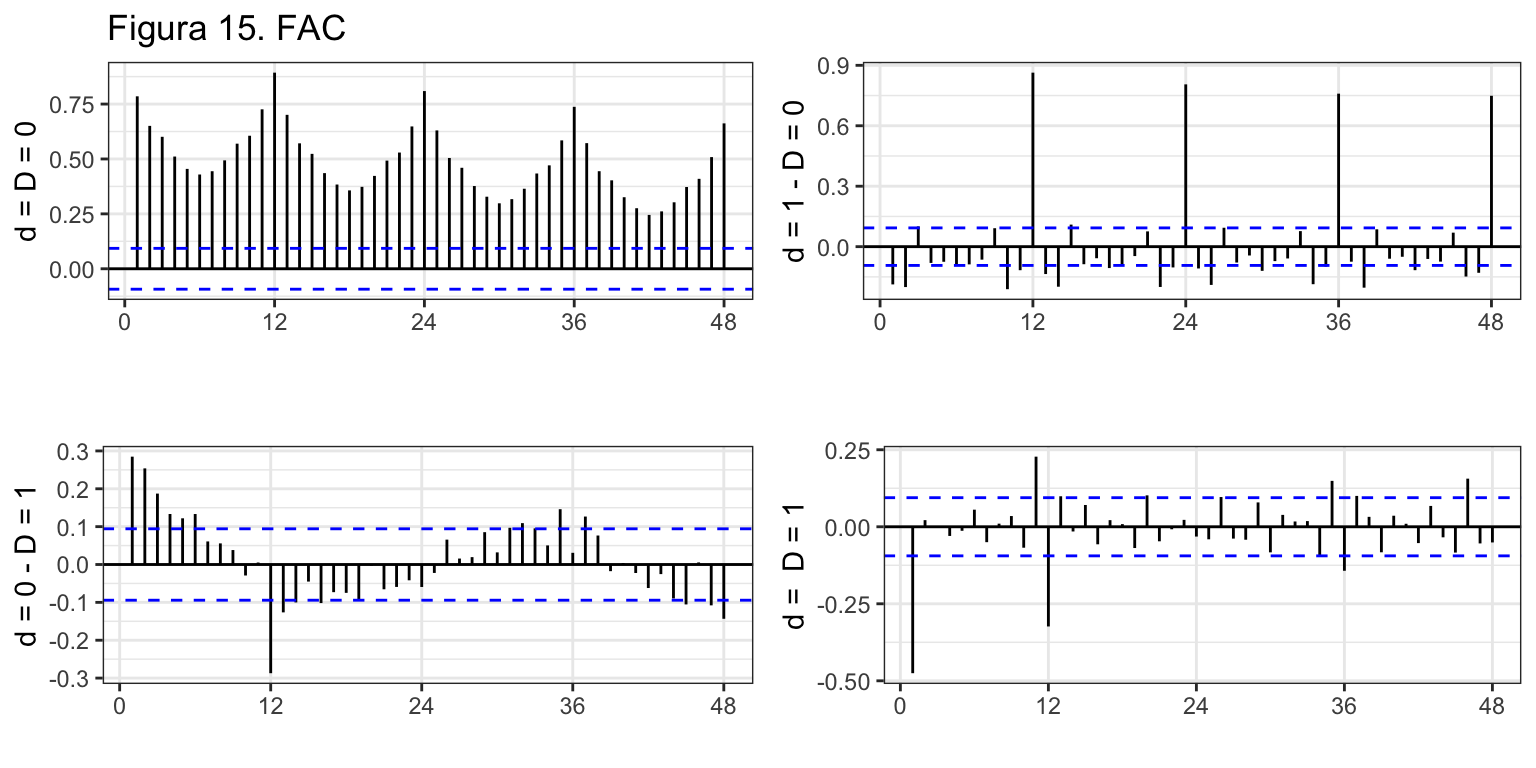 Figura 15. FAC
d = D = 0
0.75
0.50
0.25
0.00
0 12 24 36 48
d = 1 - D = 0
0.9
0.6
0.3
0.0
0 12 24 36 48
d = 0 - D = 1
0.3
0.2
0.1
0.0
-0.1
-0.2
-0.3
0 12 24 36 48
d = D = 1
0.25
0.00
-0.25
-0.50
0 12 24 36 48